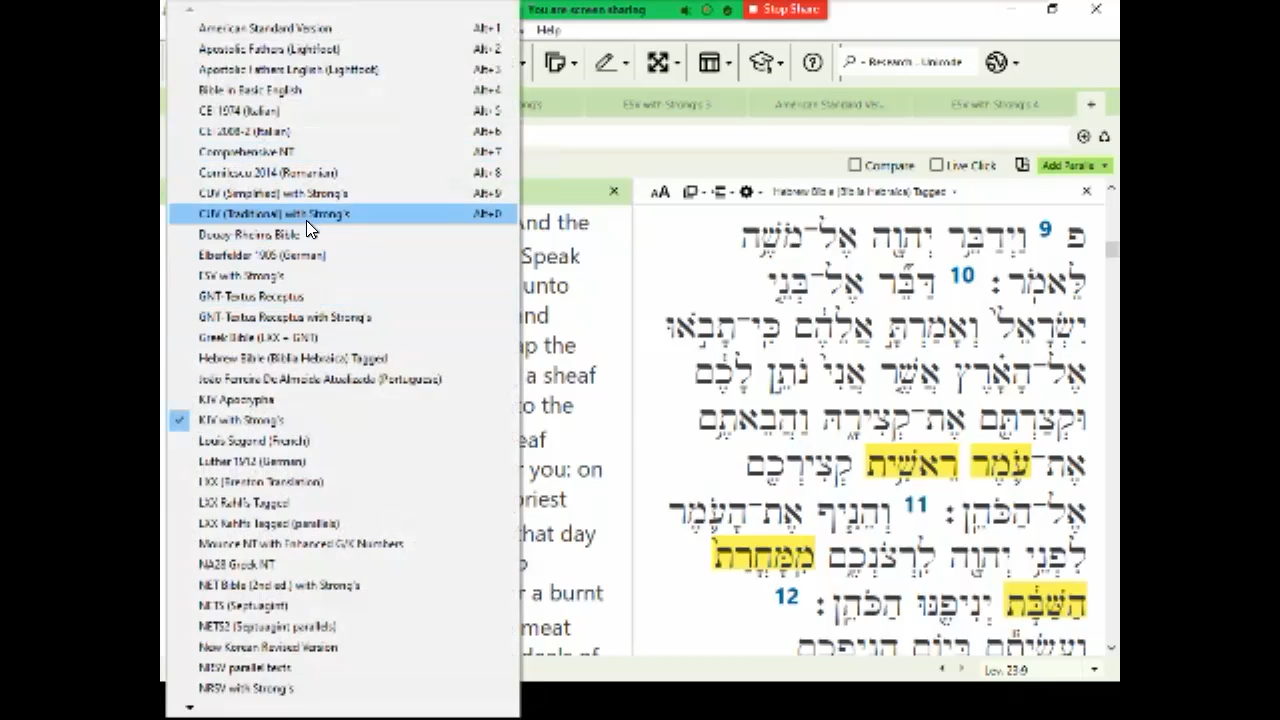 You are screen sharing
Stop Share
Help
American Standard Version Alt+1
Apostolic Fathers (Lightfoot) Alt+2
Apostolic Fathers English (Lightfoot) Alt+3
Bible in Basic English Alt+4
CEI 1974 (Italian) Alt+5
CEI 2008-2 (Italian) Alt+6
Comprehensive NT Alt+7
Cornilescu 2014 (Romanian) Alt+8
CUV (Simplified) with Strong's Alt+9
CUV (Traditional) with Strong's Alt+0
Douay-Rheims Bible
Elberfelder 1905 (German)
ESV with Strong's
GNT-Textus Receptus
GNT-Textus Receptus with Strong's
Greek Bible (LXX + GNT)
Hebrew Bible (Biblia Hebraica) Tagged
João Ferreira De Almeida Atualizada (Portuguese)
KJV Apocrypha
KJV with Strong's
Louis Segond (French)
Luther 1912 (German)
LXX (Brenton Translation)
LXX Rahlfs Tagged
LXX Rahlfs Tagged (parallels)
Mounce NT with Enhanced G/K Numbers
NA28 Greek NT
NET Bible (2nd ed.) with Strong's
NETS (Septuagint)
NETS2 (Septuagint parallels)
New Korean Revised Version
NRSV parallel texts
NRSV with Strong's
Research - Unicode
ESV with Strong's 3
American Standard Ver...
ESV with Strong's 4
Compare
Live Click
Add Parallel
And the
Speak
unto
a sheaf
the
you: on
that day
a burnt
meat
AA
Hebrew Bible (Biblia Hebraica) Tagged
פ 9 וַיְדַבֵּר יְהוָה אֶל־מֹשֶׁה
לֵּאמֹר׃ 10 דַּבֵּר אֶל־בְּנֵי
יִשְׂרָאֵל וְאָמַרְתָּ אֲלֵהֶם כִּי־תָבֹאוּ
אֶל־הָאָרֶץ אֲשֶׁר אֲנִי נֹתֵן לָכֶם
וּקְצַרְתֶּם אֶת־קְצִירָהּ וַהֲבֵאתֶם
אֶת־עֹמֶר רֵאשִׁית קְצִירְכֶם
אֶל־הַכֹּהֵן׃ 11 וְהֵנִיף אֶת־הָעֹמֶר
לִפְנֵי יְהוָה לִרְצֹנְכֶם מִמָּחֳרַת
הַשַּׁבָּת יְנִיפֶנּוּ הַכֹּהֵן׃ 12
וַעֲשִׂיתֶם בְּיוֹם הֲנִיפְכֶם
Lev. 23:9